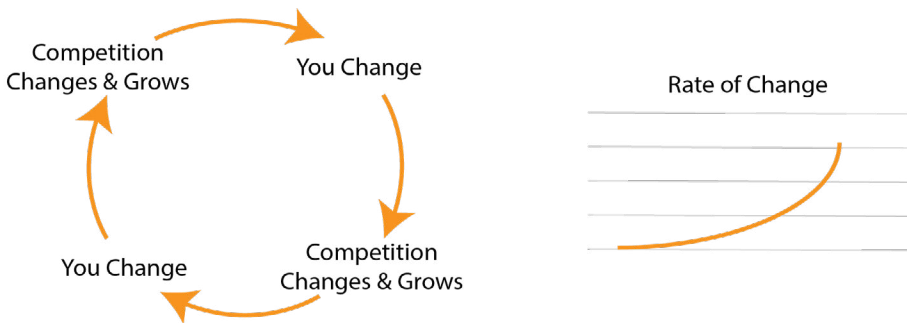 Competition
Changes & Grows
You Change
Competition
Changes & Grows
You Change
Rate of Change